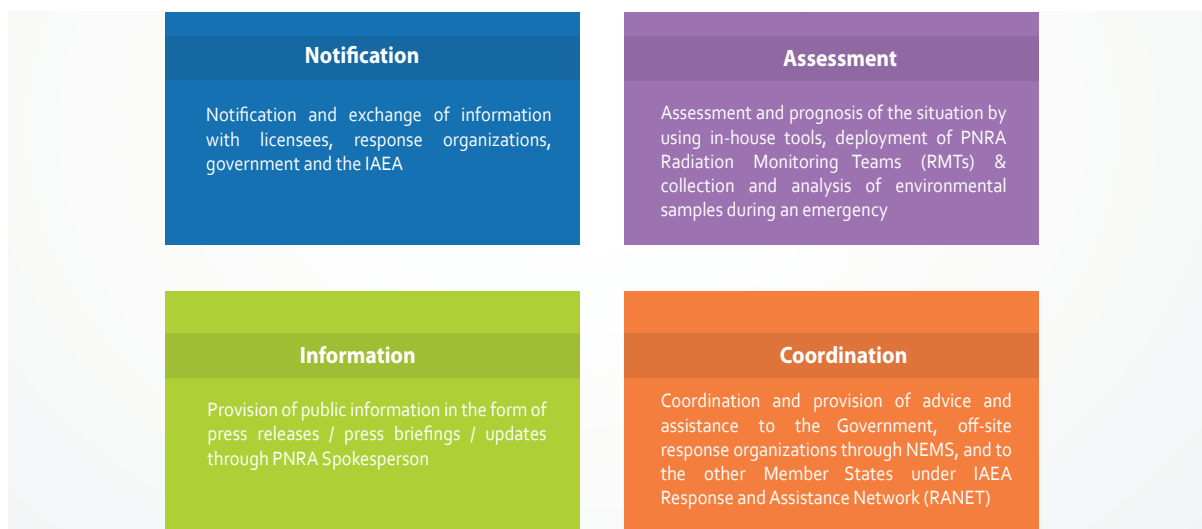 Notification
Notification and exchange of information
with licensees, response organizations,
government and the IAEA
Assessment
Assessment and prognosis of the situation by
using in-house tools, deployment of PNRA
Radiation Monitoring Teams (RMTs) &
collection and analysis of environmental
samples during an emergency
Information
Provision of public information in the form of
press releases / press briefings / updates
through PNRA Spokesperson
Coordination
Coordination and provision of advice and
assistance to the Government, off-site
response organizations through NEMS, and to
the other Member States under IAEA
Response and Assistance Network (RANET)